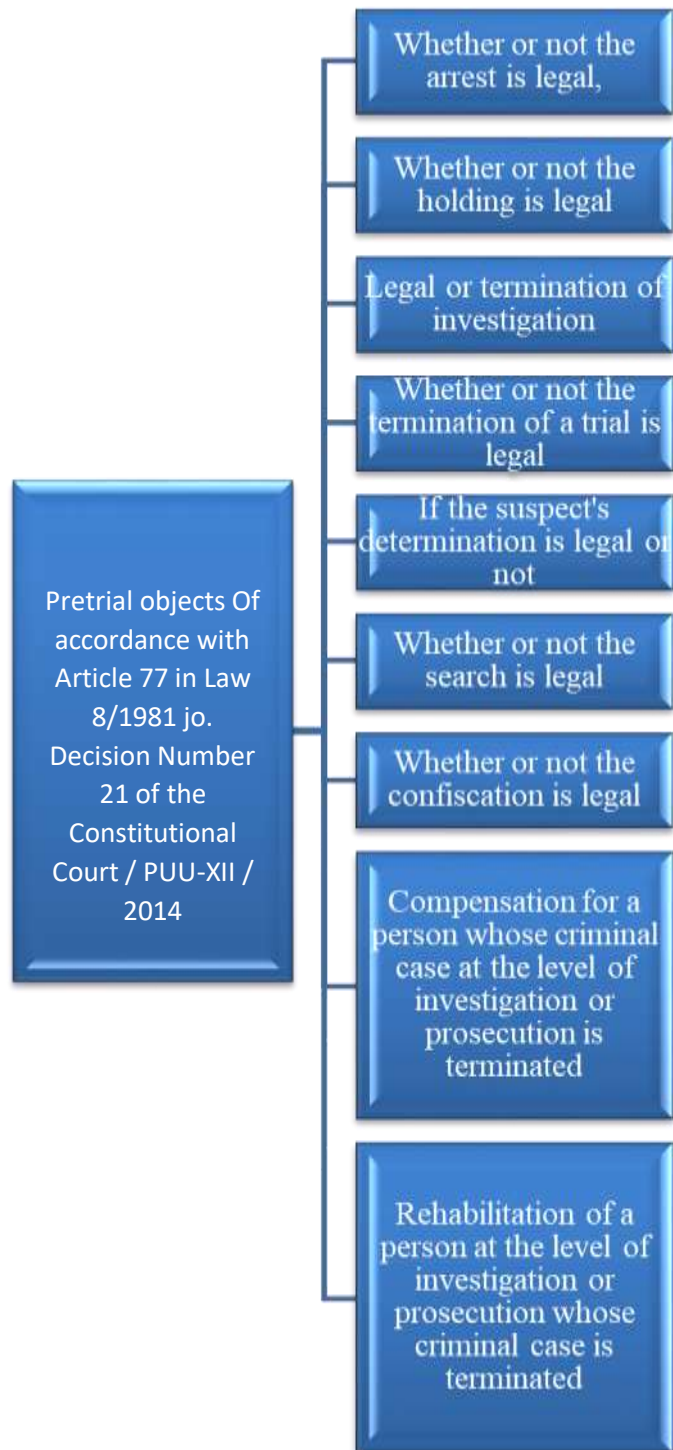 Whether or not the
arrest is legal,
Whether or not the
holding is legal
Legal or termination of
investigation
Whether or not the
termination of a trial is
legal
If the suspect's
determination is legal or
not
Pretrial objects Of
accordance with
Article 77 in Law
8/1981 jo.
Decision Number
21 of the
Constitutional
Court / PUU-XII /
2014
Whether or not the
search is legal
Whether or not the
confiscation is legal
Compensation for a
person whose criminal
case at the level of
investigation or
prosecution is
terminated
Rehabilitation of a
person at the level of
investigation or
prosecution whose
criminal case is
terminated